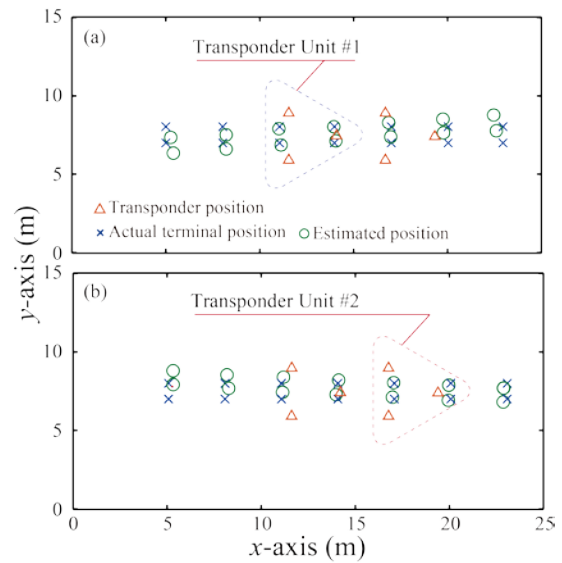 15
(a)
Transponder Unit #1
10
5
△ Transponder position
× Actual terminal position ○ Estimated position
0
y-axis (m)
15
(b)
Transponder Unit #2
10
5
0
0 5 10 15 20 25
x-axis (m)